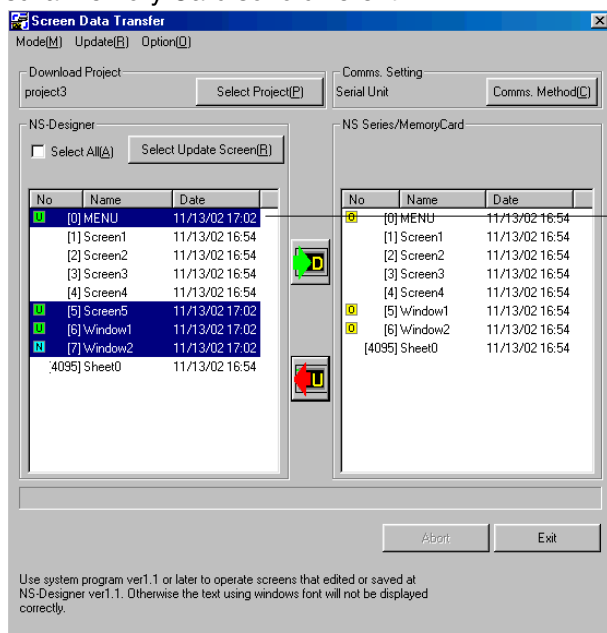 Screen Data Transfer
Mode(M) Update(R) Option(O)
Download Project
project3 Select Project(P)
Comms. Setting
Serial Unit Comms. Method(C)
NS-Designer
Select All(A) Select Update Screen(R)
No Name Date
U [0] MENU 11/13/02 17:02
[1] Screen1 11/13/02 16:54
[2] Screen2 11/13/02 16:54
[3] Screen3 11/13/02 16:54
[4] Screen4 11/13/02 16:54
U [5] Screen5 11/13/02 17:02
U [6] Window1 11/13/02 17:02
N [7] Window2 11/13/02 17:02
[4095] Sheet0 11/13/02 16:54
D
U
NS Series/MemoryCard
No Name Date
O [0] MENU 11/13/02 16:54
[1] Screen1 11/13/02 16:54
[2] Screen2 11/13/02 16:54
[3] Screen3 11/13/02 16:54
[4] Screen4 11/13/02 16:54
O [5] Window1 11/13/02 16:54
O [6] Window2 11/13/02 16:54
[4095] Sheet0 11/13/02 16:54
Abort Exit
Use system program ver1.1 or later to operate screens that edited or saved at
NS-Designer ver1.1. Otherwise the text using windows font will not be displayed
correctly.